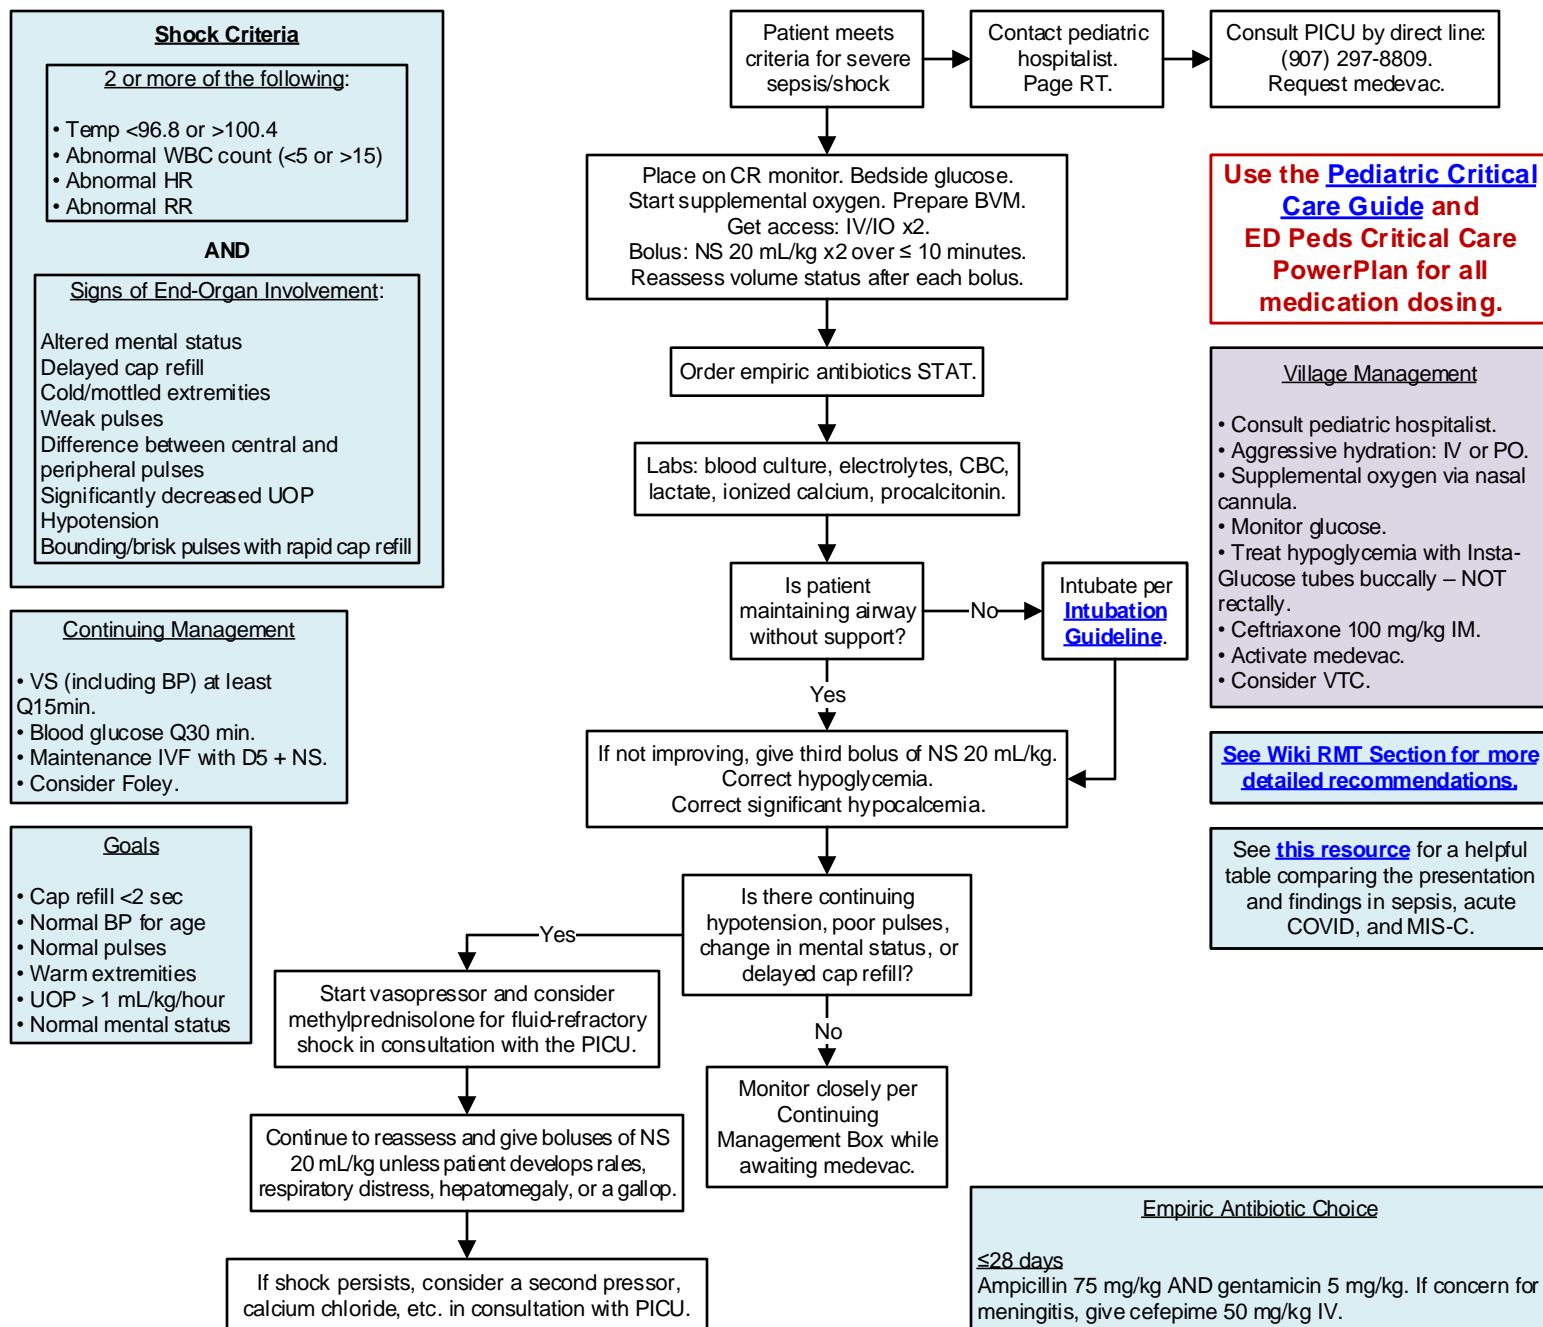 Shock Criteria
2 or more of the following:
• Temp <96.8 or >100.4
• Abnormal WBC count (<5 or >15)
• Abnormal HR
• Abnormal RR
AND
Signs of End-Organ Involvement:
Altered mental status
Delayed cap refill
Cold/mottled extremities
Weak pulses
Difference between central and
peripheral pulses
Significantly decreased UOP
Hypotension
Bounding/brisk pulses with rapid cap refill
Continuing Management
• VS (including BP) at least
Q15min.
• Blood glucose Q30 min.
• Maintenance IVF with D5 + NS.
• Consider Foley.
Goals
• Cap refill <2 sec
• Normal BP for age
• Normal pulses
• Warm extremities
• UOP > 1 mL/kg/hour
• Normal mental status
Patient meets
criteria for severe
sepsis/shock
Contact pediatric
hospitalist.
Page RT.
Consult PICU by direct line:
(907) 297-8809.
Request medevac.
Place on CR monitor. Bedside glucose.
Start supplemental oxygen. Prepare BVM.
Get access: IV/IO x2.
Bolus: NS 20 mL/kg x2 over ≤ 10 minutes.
Reassess volume status after each bolus.
Order empiric antibiotics STAT.
Labs: blood culture, electrolytes, CBC,
lactate, ionized calcium, procalcitonin.
Is patient
maintaining airway
without support?
No
Intubate per
Intubation
Guideline.
Yes
If not improving, give third bolus of NS 20 mL/kg.
Correct hypoglycemia.
Correct significant hypocalcemia.
Is there continuing
hypotension, poor pulses,
change in mental status, or
delayed cap refill?
Yes
Start vasopressor and consider
methylprednisolone for fluid-refractory
shock in consultation with the PICU.
No
Monitor closely per
Continuing
Management Box while
awaiting medevac.
Continue to reassess and give boluses of NS
20 mL/kg unless patient develops rales,
respiratory distress, hepatomegaly, or a gallop.
If shock persists, consider a second pressor,
calcium chloride, etc. in consultation with PICU.
Use the Pediatric Critical
Care Guide and
ED Peds Critical Care
PowerPlan for all
medication dosing.
Village Management
• Consult pediatric hospitalist.
• Aggressive hydration: IV or PO.
• Supplemental oxygen via nasal
cannula.
• Monitor glucose.
• Treat hypoglycemia with Insta-
Glucose tubes buccally – NOT
rectally.
• Ceftriaxone 100 mg/kg IM.
• Activate medevac.
• Consider VTC.
See Wiki RMT Section for more
detailed recommendations.
See this resource for a helpful
table comparing the presentation
and findings in sepsis, acute
COVID, and MIS-C.
Empiric Antibiotic Choice
≤28 days
Ampicillin 75 mg/kg AND gentamicin 5 mg/kg. If concern for
meningitis, give cefepime 50 mg/kg IV.